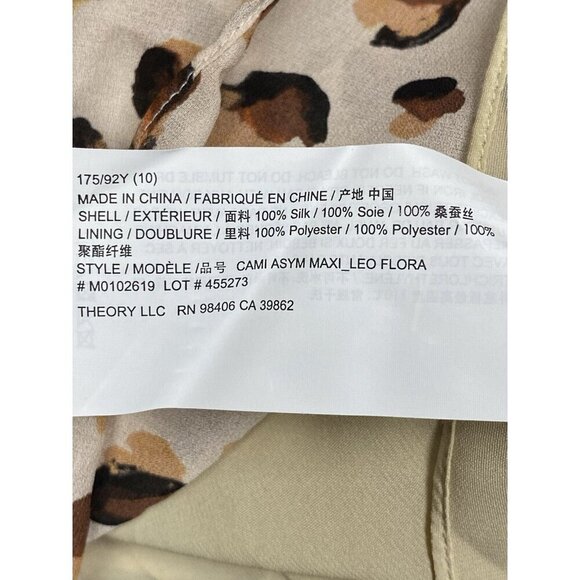 175/92Y (10)
MADE IN CHINA / FABRIQUÉ EN CHINE / 产地 中国
SHELL / EXTÉRIEUR / 面料 100% Silk / 100% Soie / 100% 桑蚕丝
LINING / DOUBLURE / 里料 100% Polyester / 100% Polyester / 100%
聚酯纤维
STYLE / MODÈLE /品号 CAMI ASYM MAXI_LEO FLORA
# M0102619 LOT # 455273
THEORY LLC RN 98406 CA 39862